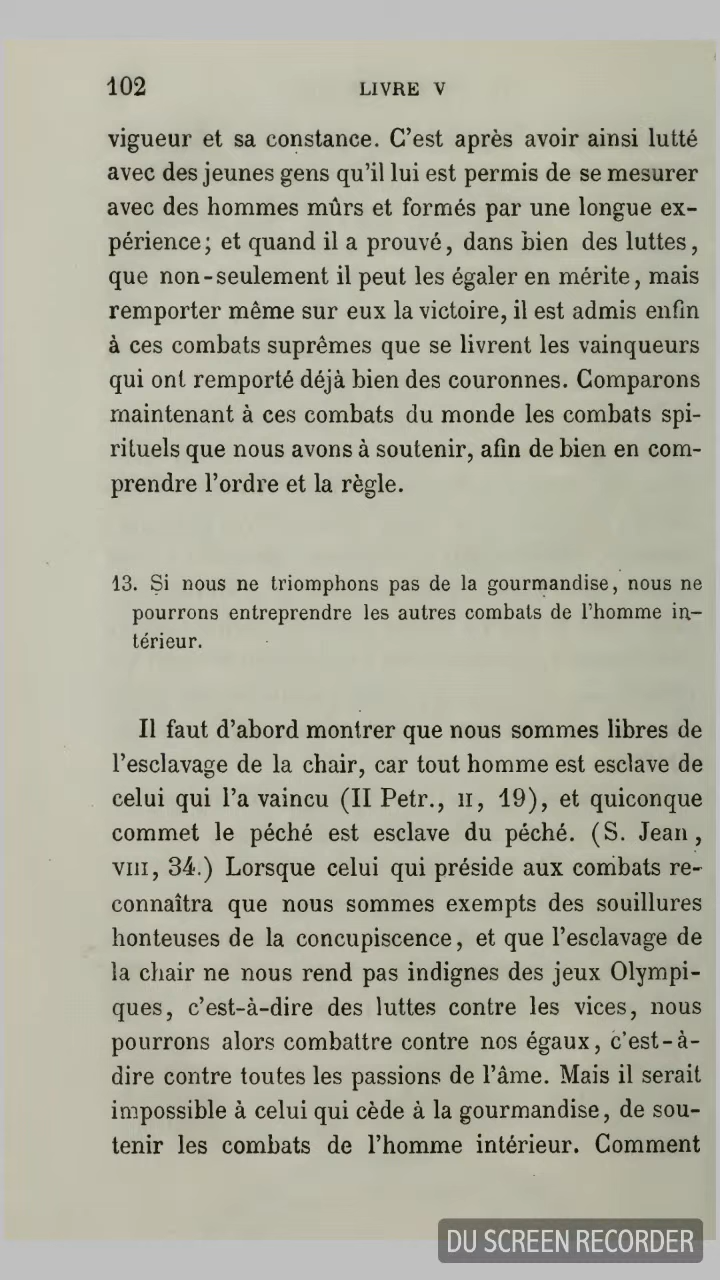 102 LIVRE V
vigueur et sa constance. C'est après avoir ainsi lutté
avec des jeunes gens qu'il lui est permis de se mesurer
avec des hommes mûrs et formés par une longue ex-
périence; et quand il a prouvé, dans bien des luttes,
que non-seulement il peut les égaler en mérite, mais
remporter même sur eux la victoire, il est admis enfin
à ces combats suprêmes que se livrent les vainqueurs
qui ont remporté déjà bien des couronnes. Comparons
maintenant à ces combats du monde les combats spi-
rituels que nous avons à soutenir, afin de bien en com-
prendre l'ordre et la règle.
13. Si nous ne triomphons pas de la gourmandise, nous ne
pourrons entreprendre les autres combats de l'homme in-
térieur.
Il faut d'abord montrer que nous sommes libres de
l'esclavage de la chair, car tout homme est esclave de
celui qui l'a vaincu (II Petr., II, 19), et quiconque
commet le péché est esclave du péché. (S. Jean,
VIII, 34.) Lorsque celui qui préside aux combats re-
connaîtra que nous sommes exempts des souillures
honteuses de la concupiscence, et que l'esclavage de
la chair ne nous rend pas indignes des jeux Olympi-
ques, c'est-à-dire des luttes contre les vices, nous
pourrons alors combattre contre nos égaux, c'est-à-
dire contre toutes les passions de l'âme. Mais il serait
impossible à celui qui cède à la gourmandise, de sou-
tenir les combats de l'homme intérieur. Comment
DU SCREEN RECORDER